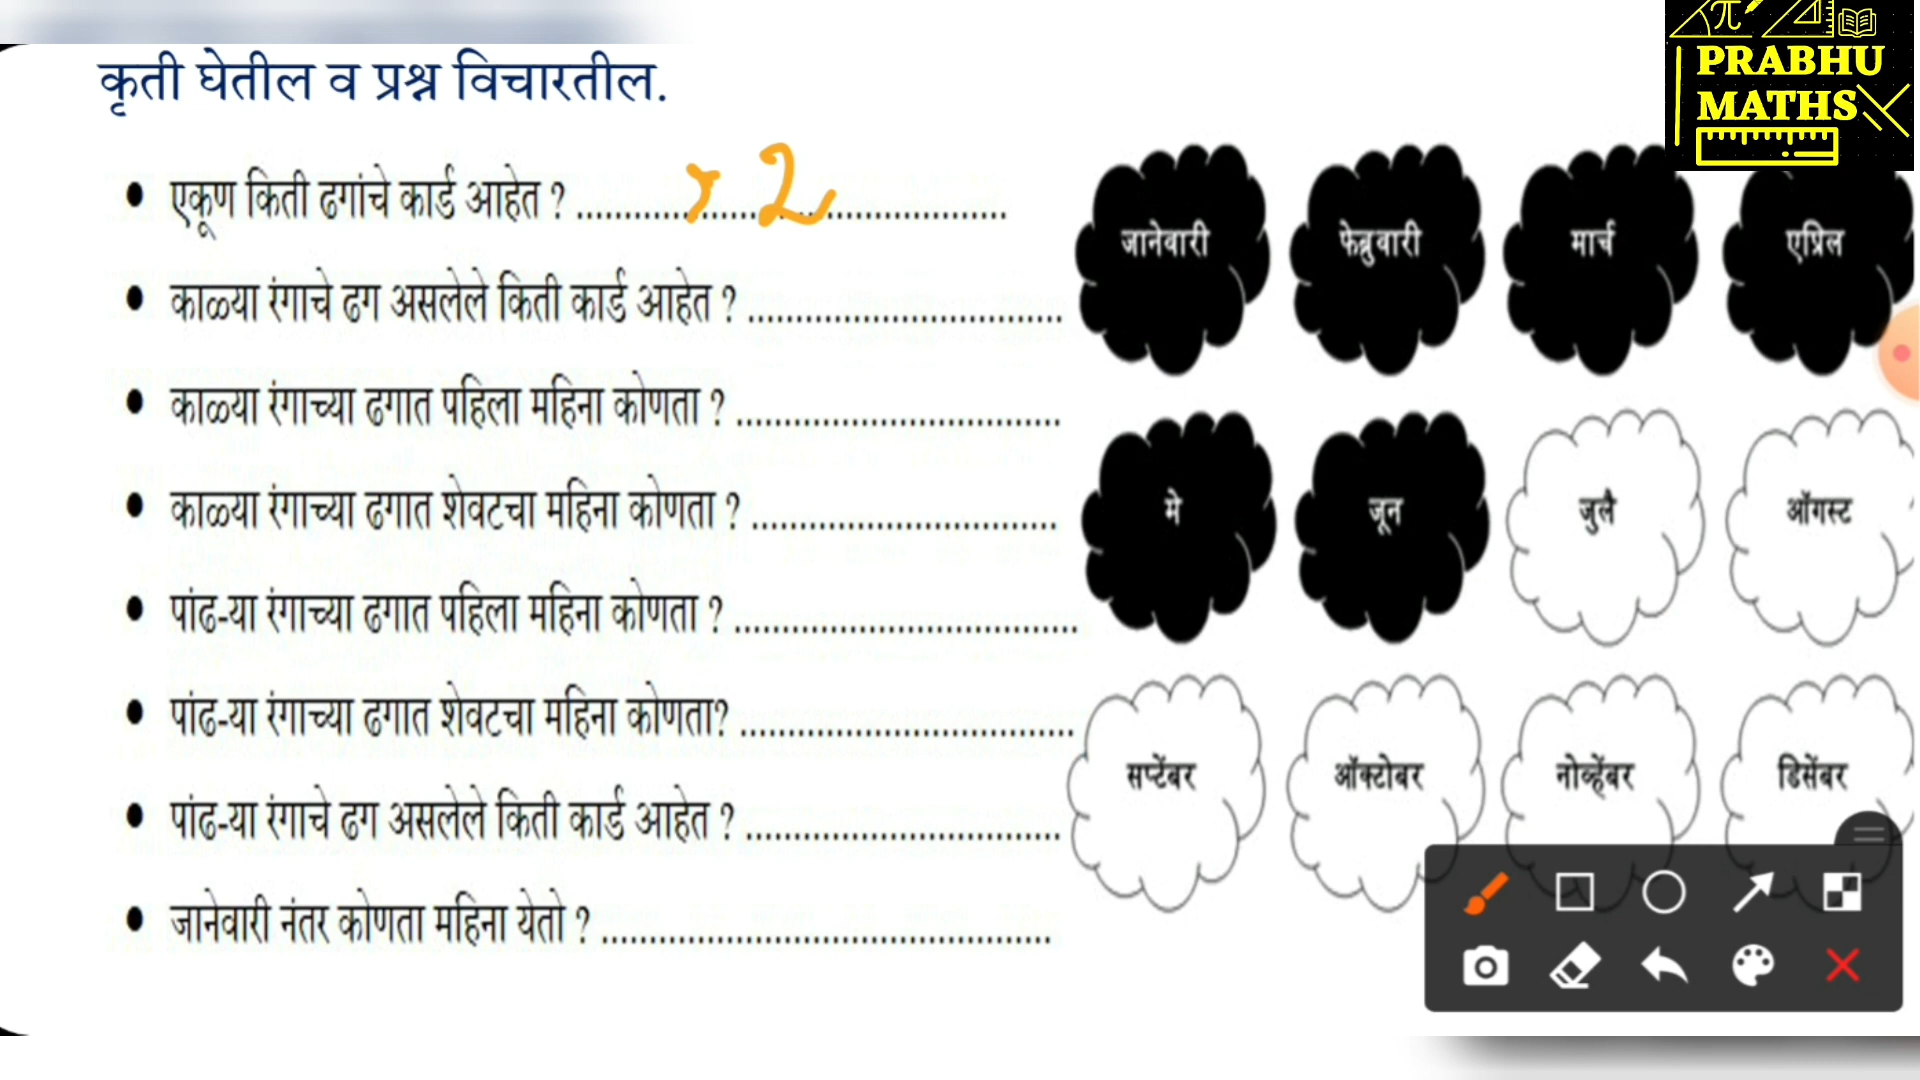 कृती घेतील व प्रश्न विचारतील.
PRABHU
MATHS
• एकूण किती ढगांचे कार्ड आहेत ? .............. १२ ..............
• काळ्या रंगाचे ढग असलेले किती कार्ड आहेत ? ..................................
• काळ्या रंगाच्या ढगात पहिला महिना कोणता ? ..................................
• काळ्या रंगाच्या ढगात शेवटचा महिना कोणता ? ..................................
• पांढ-या रंगाच्या ढगात पहिला महिना कोणता ? ..................................
• पांढ-या रंगाच्या ढगात शेवटचा महिना कोणता? ..................................
• पांढ-या रंगाचे ढग असलेले किती कार्ड आहेत ? ..................................
• जानेवारी नंतर कोणता महिना येतो ? ..................................
जानेवारी फेब्रुवारी मार्च एप्रिल
मे जून जुलै ऑगस्ट
सप्टेंबर ऑक्टोबर नोव्हेंबर डिसेंबर